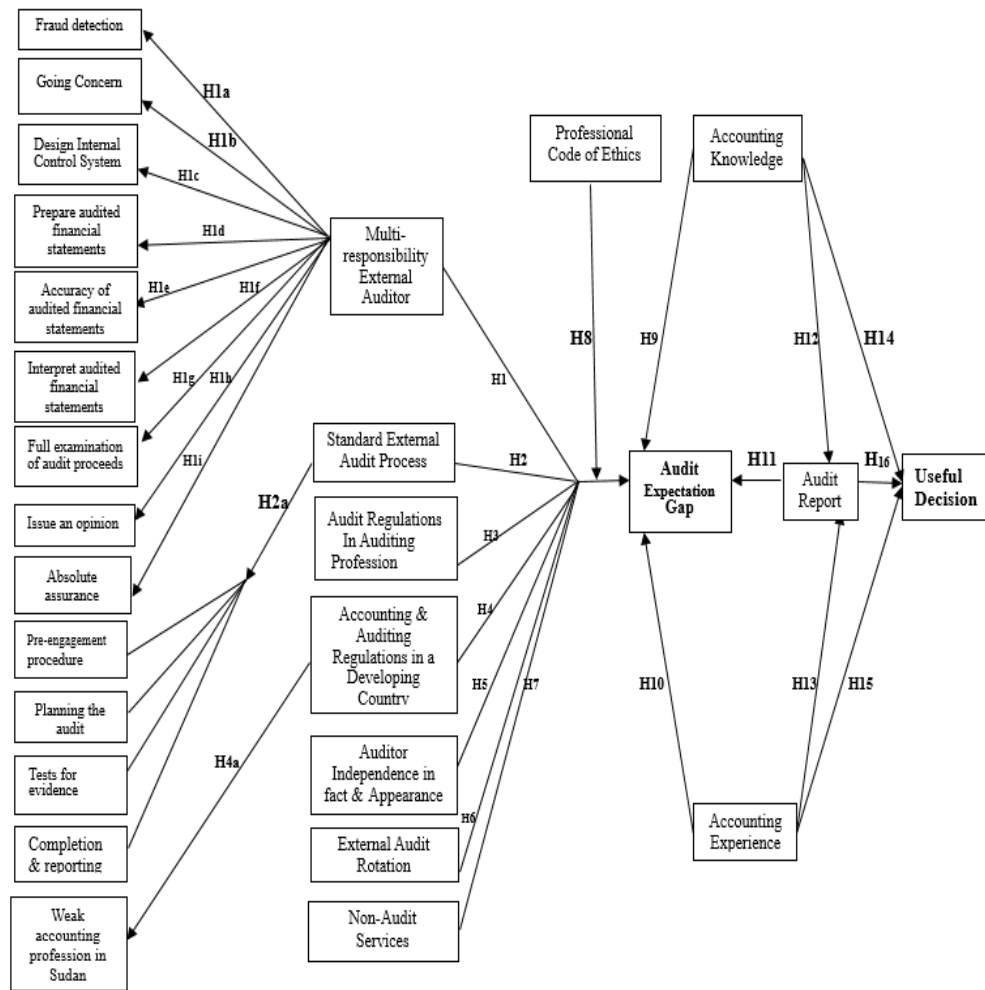 Fraud detection
Going Concern
Design Internal
Control System
Prepare audited
financial
statements
Accuracy of
audited financial
statements
Interpret audited
financial
statements
Full examination
of audit proceeds
Issue an opinion
Absolute
assurance
Pre-engagement
procedure
Planning the
audit
Tests for
evidence
Completion
& reporting
Weak
accounting
profession in
Sudan
H1a
H1b
H1c
H1d
H1e
H1f
H1g
H1h
H1i
H2a
H4a
Multi-
responsibility
External
Auditor
Standard External
Audit Process
Audit Regulations
In Auditing
Profession
Accounting &
Auditing
Regulations in a
Developing
Country
Auditor
Independence in
fact & Appearance
External Audit
Rotation
Non-Audit
Services
H1
H2
H3
H4
H5
H6
H7
Professional
Code of Ethics
H8
Accounting
Knowledge
H9
H12
H14
Audit
Expectation
Gap
H11
Audit
Report
H16
Useful
Decision
H10
H13
H15
Accounting
Experience